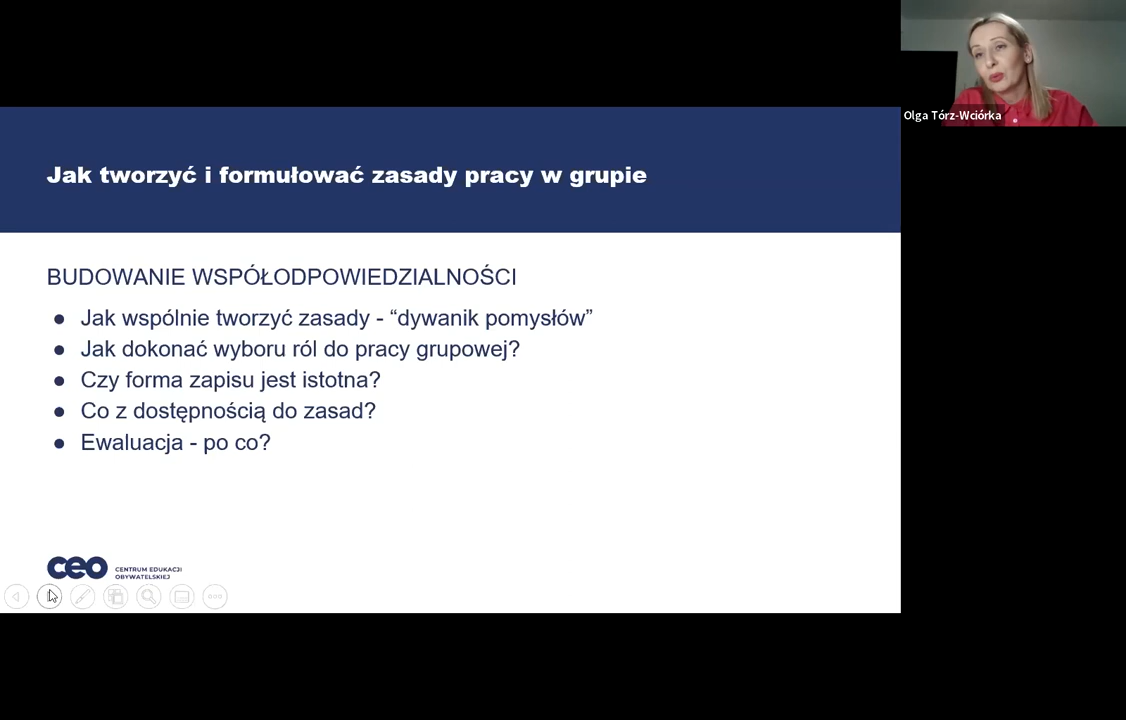 Olga Tórz-Wciórka
Jak tworzyć i formułować zasady pracy w grupie
BUDOWANIE WSPÓŁODPOWIEDZIALNOŚCI
● Jak wspólnie tworzyć zasady - “dywanik pomysłów”
● Jak dokonać wyboru ról do pracy grupowej?
● Czy forma zapisu jest istotna?
● Co z dostępnością do zasad?
● Ewaluacja - po co?
ceo
CENTRUM EDUKACJI
OBYWATELSKIEJ